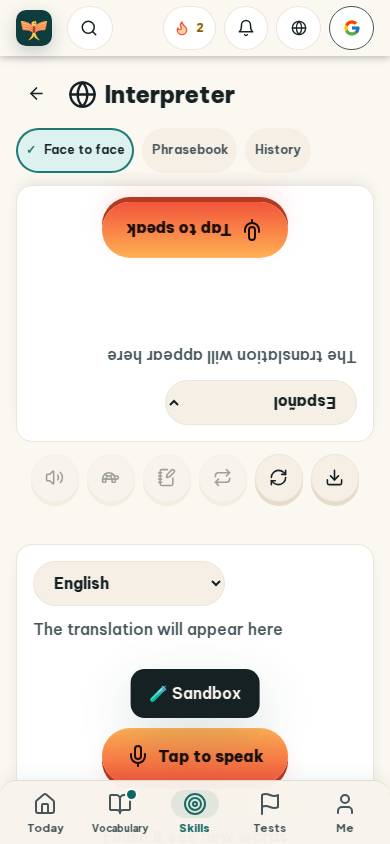 2
Interpreter
✓ Face to face
Phrasebook
History
Tap to speak
The translation will appear here
Español
English
The translation will appear here
🧪 Sandbox
Tap to speak
Today
Vocabulary
Skills
Tests
Me